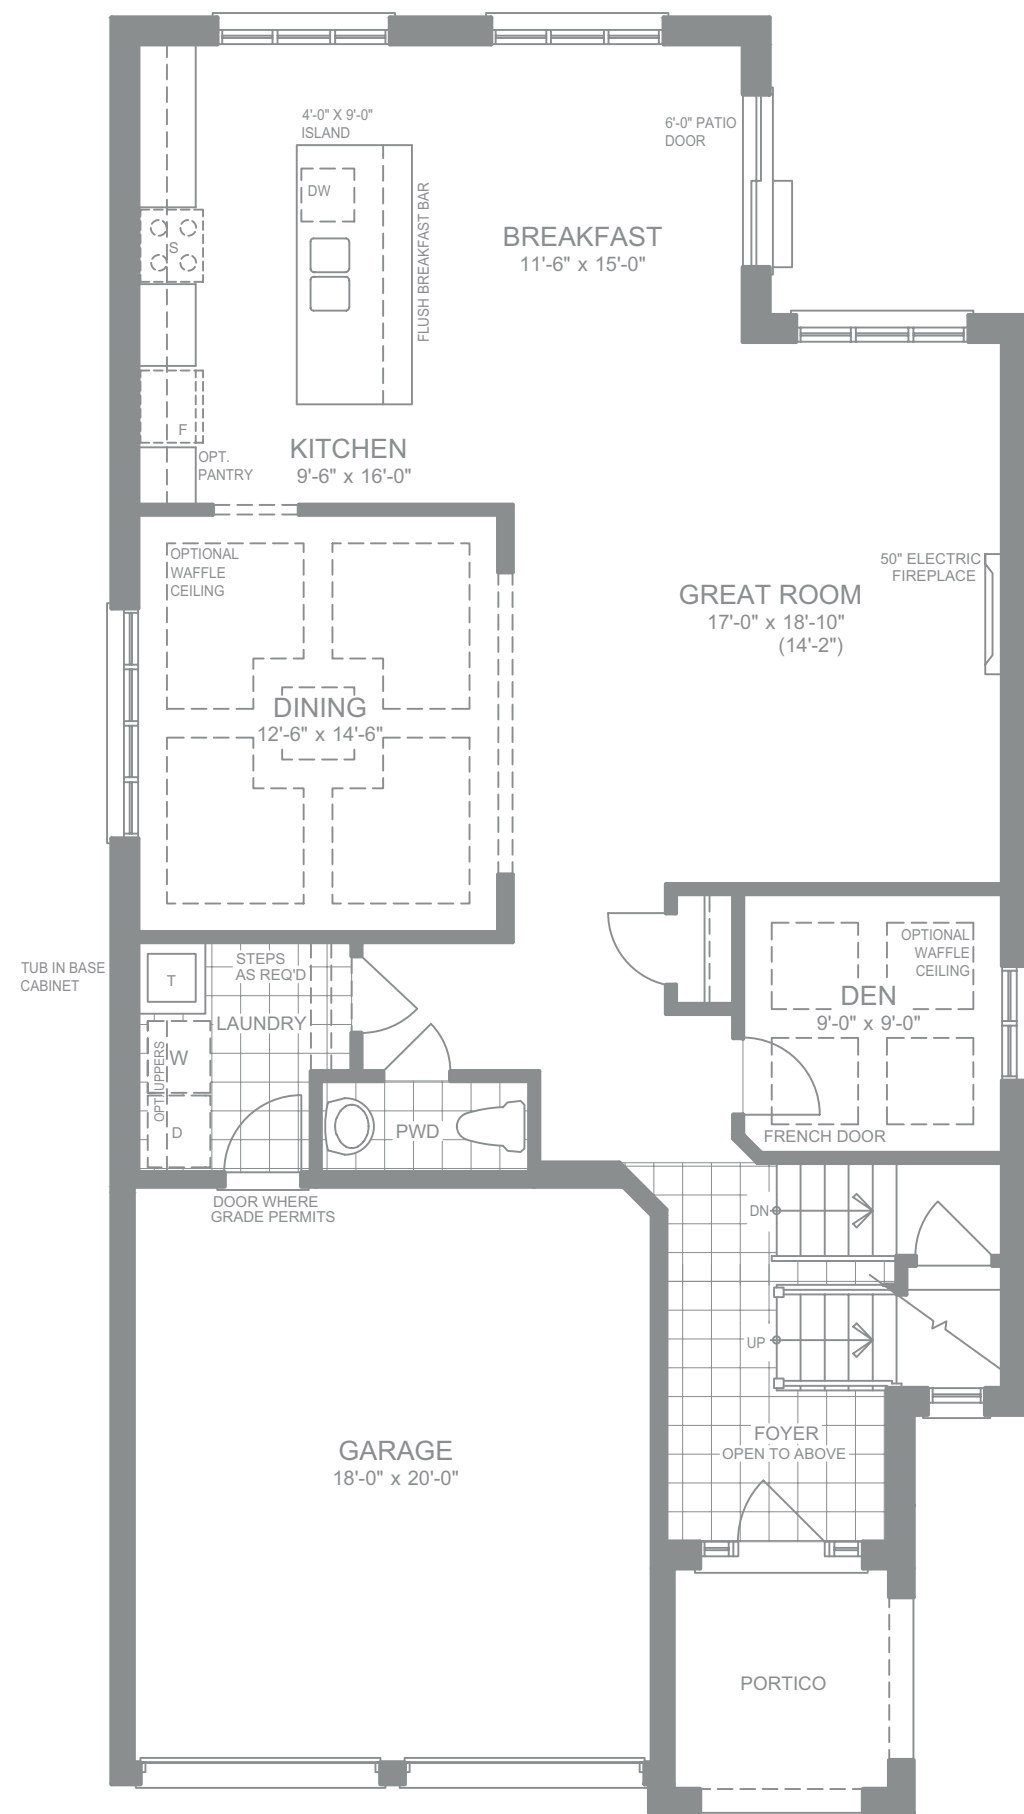 4'-0" X 9'-0"
ISLAND
6'-0" PATIO
DOOR
DW
S
FLUSH BREAKFAST BAR
BREAKFAST
11'-6" x 15'-0"
F
OPT.
PANTRY
KITCHEN
9'-6" x 16'-0"
OPTIONAL
WAFFLE
CEILING
50" ELECTRIC
FIREPLACE
GREAT ROOM
17'-0" x 18'-10"
(14'-2")
DINING
12'-6" x 14'-6"
TUB IN BASE
CABINET
T
STEPS
AS REQ'D
LAUNDRY
OPT. UPPERS
W
D
PWD
OPTIONAL
WAFFLE
CEILING
DEN
9'-0" x 9'-0"
FRENCH DOOR
DOOR WHERE
GRADE PERMITS
DN
UP
FOYER
OPEN TO ABOVE
GARAGE
18'-0" x 20'-0"
PORTICO